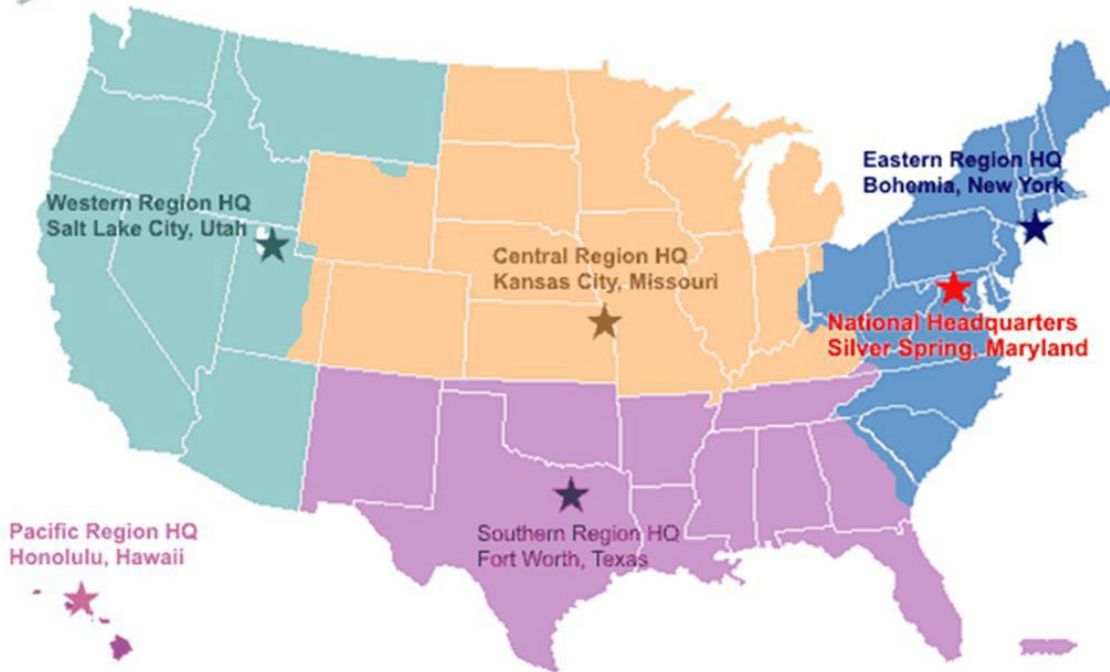 Eastern Region HQ
Bohemia, New York
Western Region HQ
Salt Lake City, Utah
Central Region HQ
Kansas City, Missouri
National Headquarters
Silver Spring, Maryland
Pacific Region HQ
Honolulu, Hawaii
Southern Region HQ
Fort Worth, Texas